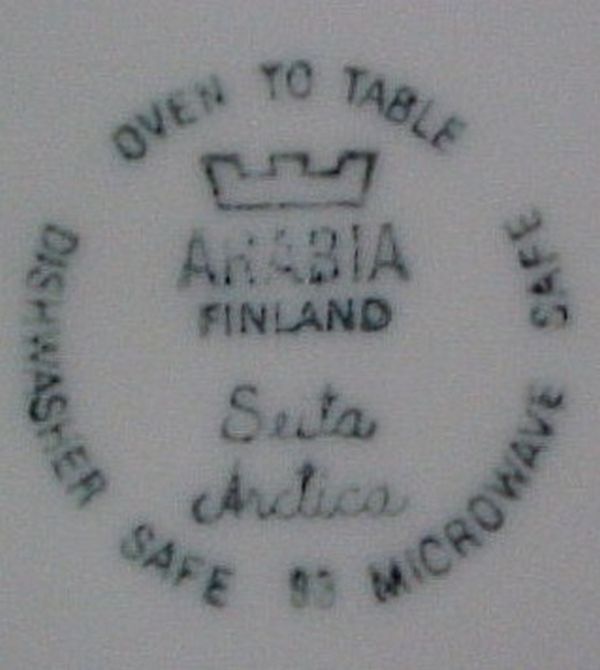 OVEN TO TABLE
ARABIA
FINLAND
Seita
Arctica
DISHWASHER SAFE
MICROWAVE SAFE